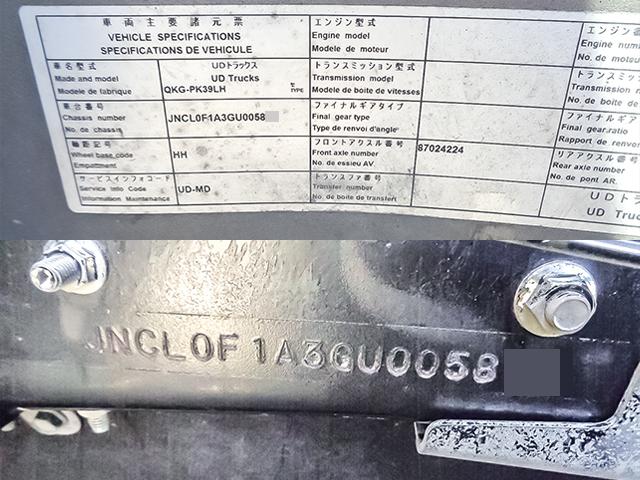 車両主要諸元票
VEHICLE SPECIFICATIONS
SPECIFICATIONS DE VEHICULE
車名型式
Made and model
Modele de fabrique
UDトラックス
UD Trucks
QKG-PK39LH
型
TYPE
車台番号
Chassis number
No. de chassis
JNCL0F1A3GU0058
軸距記号
Wheel base code
Empattement
HH
サービスインフォコード
Service Info Code
Information Maintenance
UD-MD
エンジン型式
Engine model
Modele de moteur
トランスミッション型式
Transmission model
Modele de boite de vitesses
ファイナルギアタイプ
Final gear type
Type de renvoi d'angle
フロントアクスル番号
Front axle number
No. de essieu AV.
87024224
トランスファ番号
Transfer number
No. de boite de transfert
エンジン番
Engine num
No. de moteu
トランスミッシ
Transmission n
No. de boite de
ファイナルギ
Final gear ratio
Rapport de renvor
リアアクスル番号
Rear axle number
No. de pont AR.
UDトラ
UD Truc
JNCL0F1A3GU0058